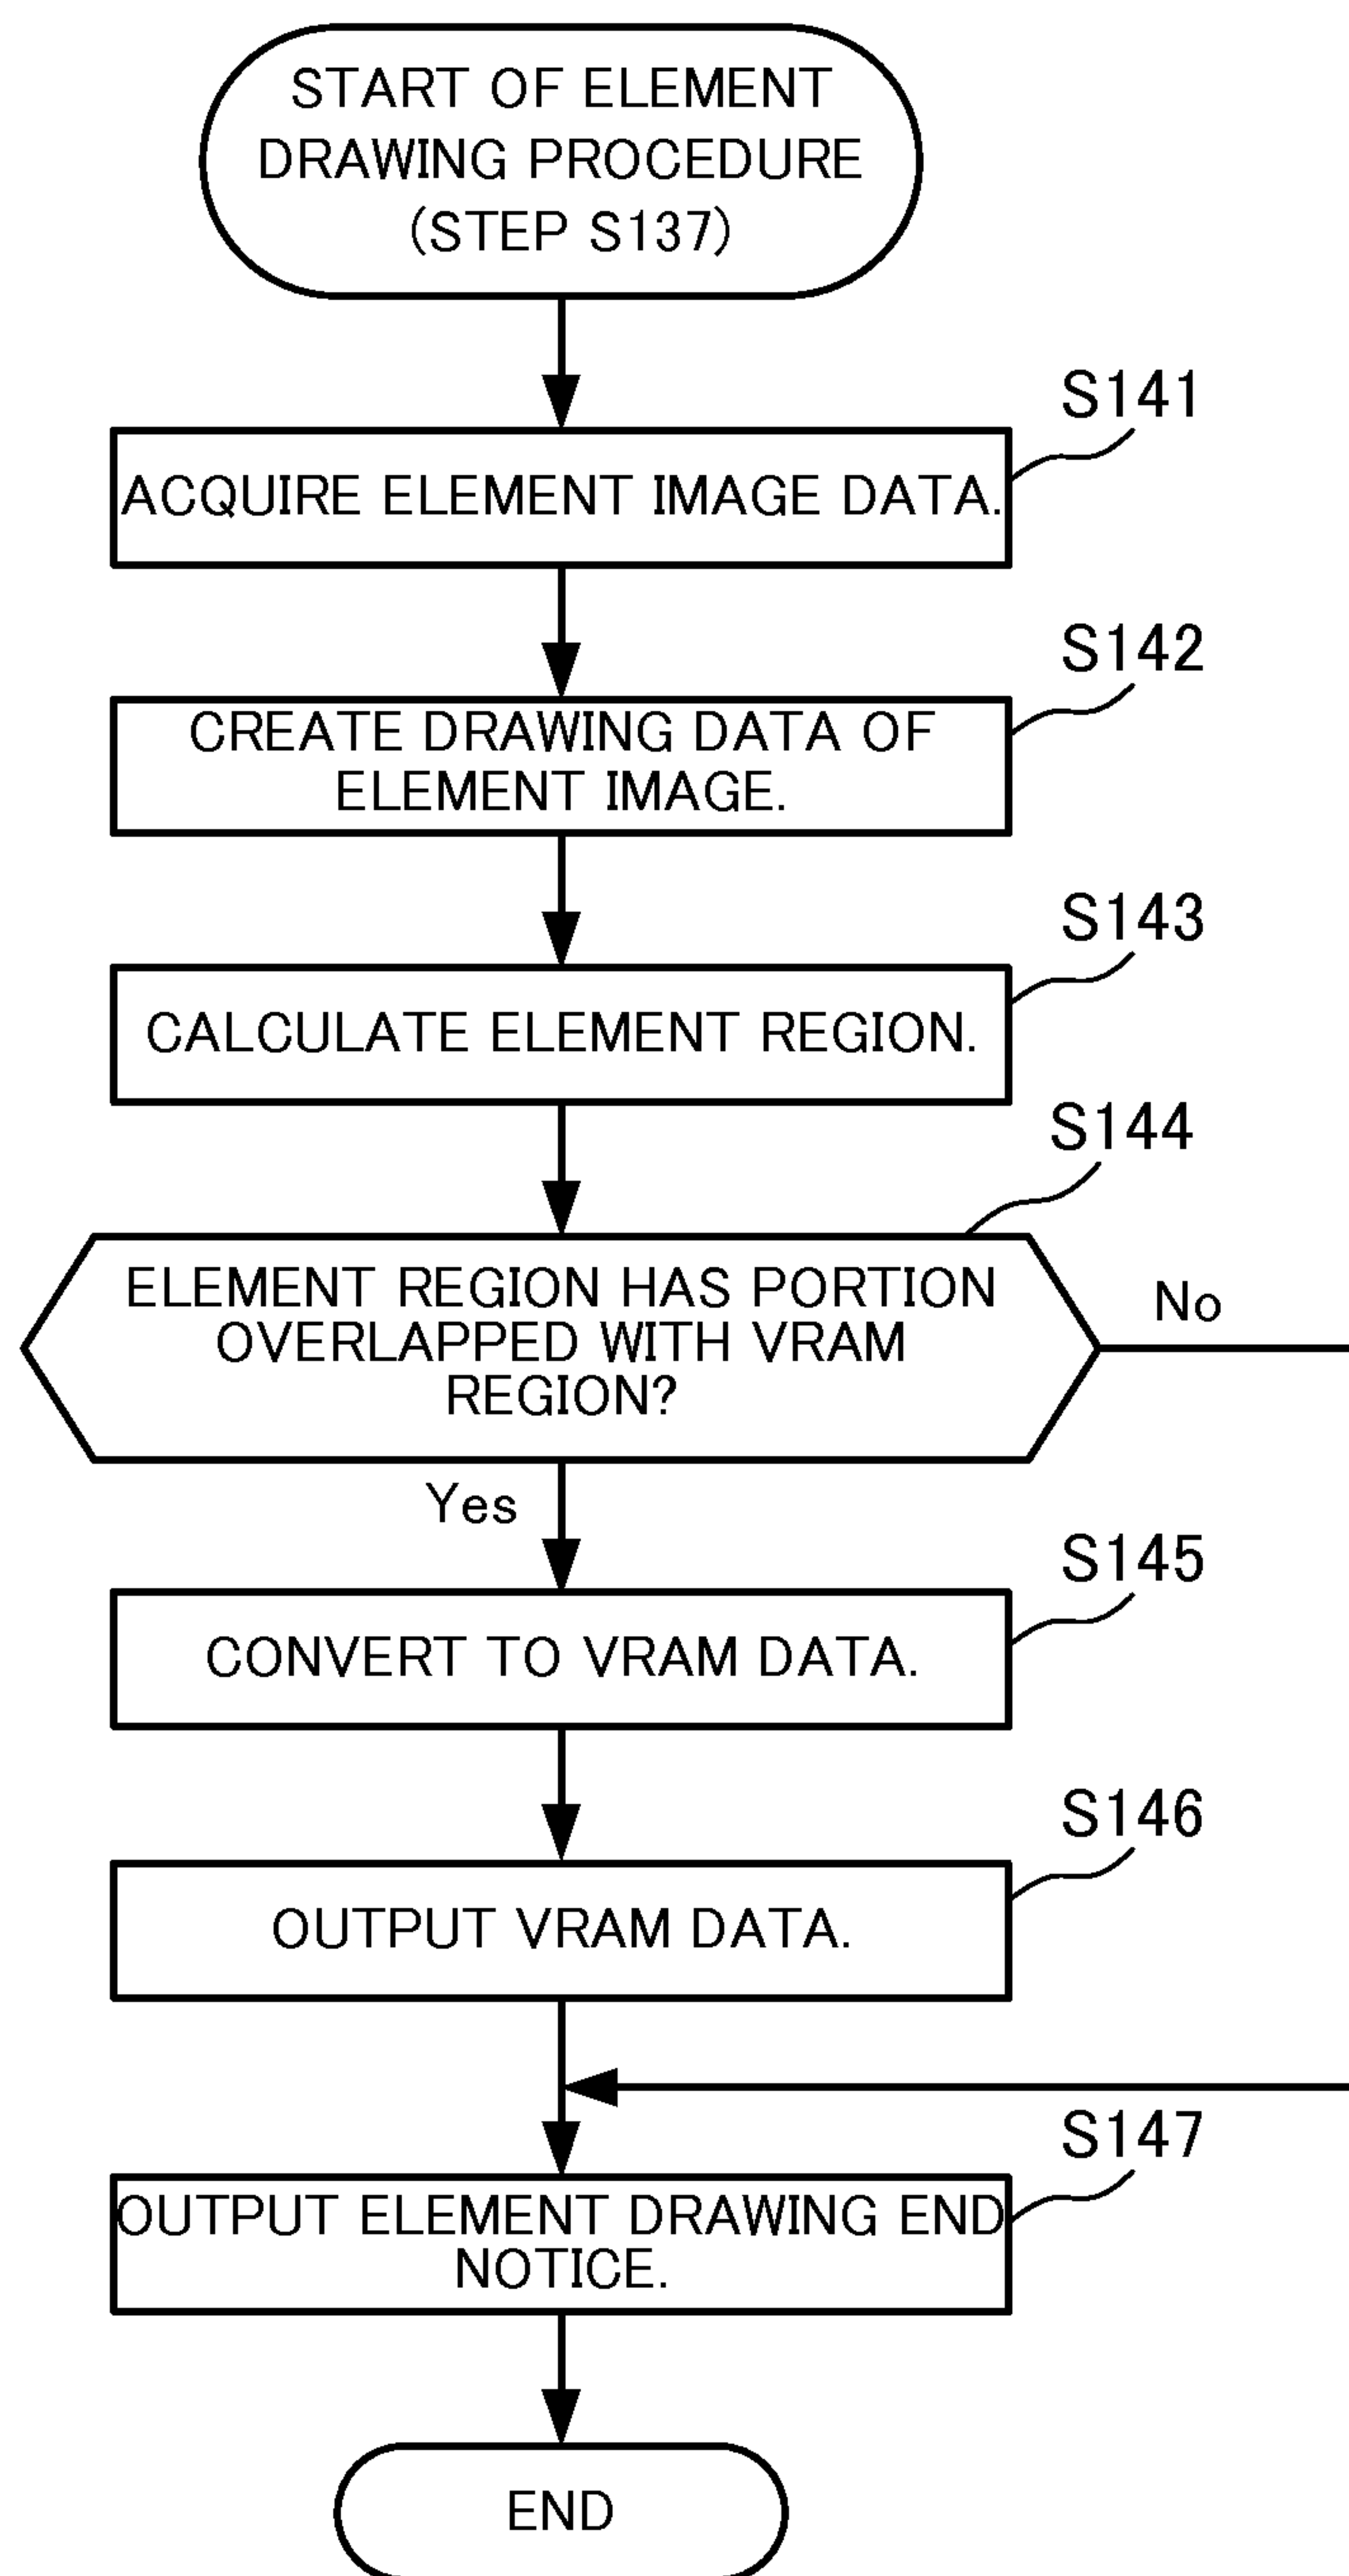 START OF ELEMENT
DRAWING PROCEDURE
(STEP S137)
S141
ACQUIRE ELEMENT IMAGE DATA.
S142
CREATE DRAWING DATA OF
ELEMENT IMAGE.
S143
CALCULATE ELEMENT REGION.
S144
ELEMENT REGION HAS PORTION
OVERLAPPED WITH VRAM
REGION?
No
Yes
S145
CONVERT TO VRAM DATA.
S146
OUTPUT VRAM DATA.
S147
OUTPUT ELEMENT DRAWING END
NOTICE.
END